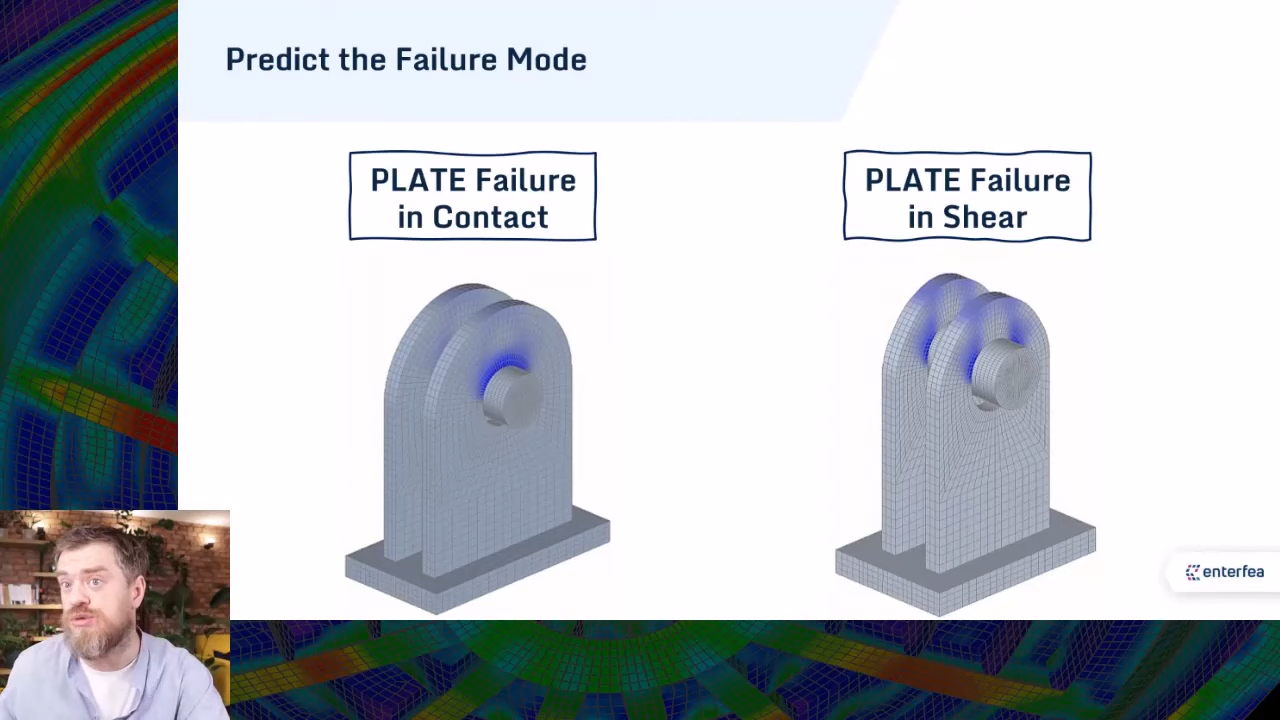 Predict the Failure Mode
PLATE Failure
in Contact
PLATE Failure
in Shear
enterfea